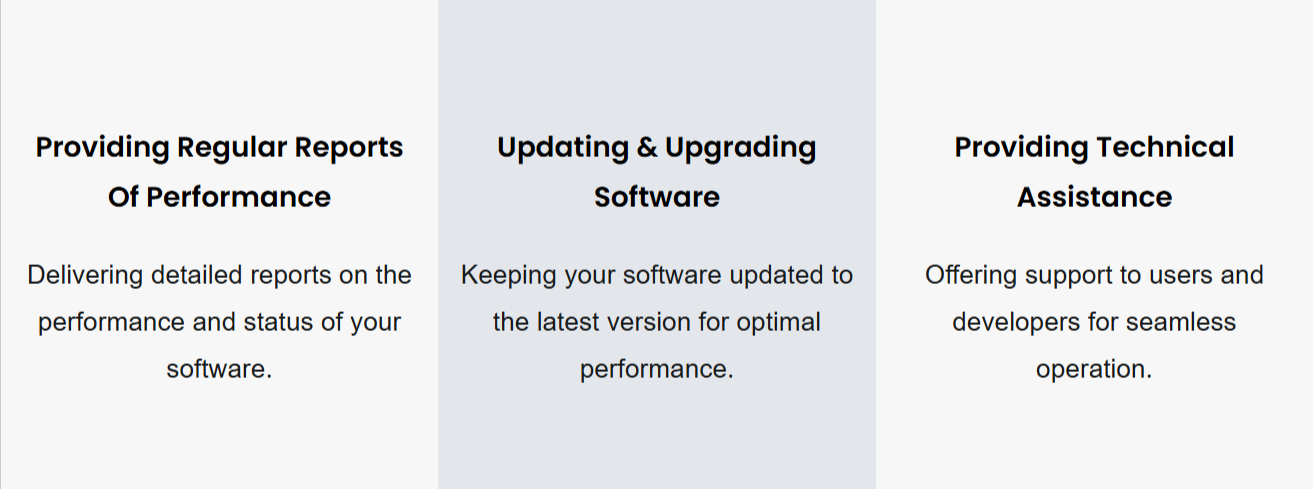 Providing Regular Reports
Of Performance
Delivering detailed reports on the
performance and status of your
software.
Updating & Upgrading
Software
Keeping your software updated to
the latest version for optimal
performance.
Providing Technical
Assistance
Offering support to users and
developers for seamless
operation.